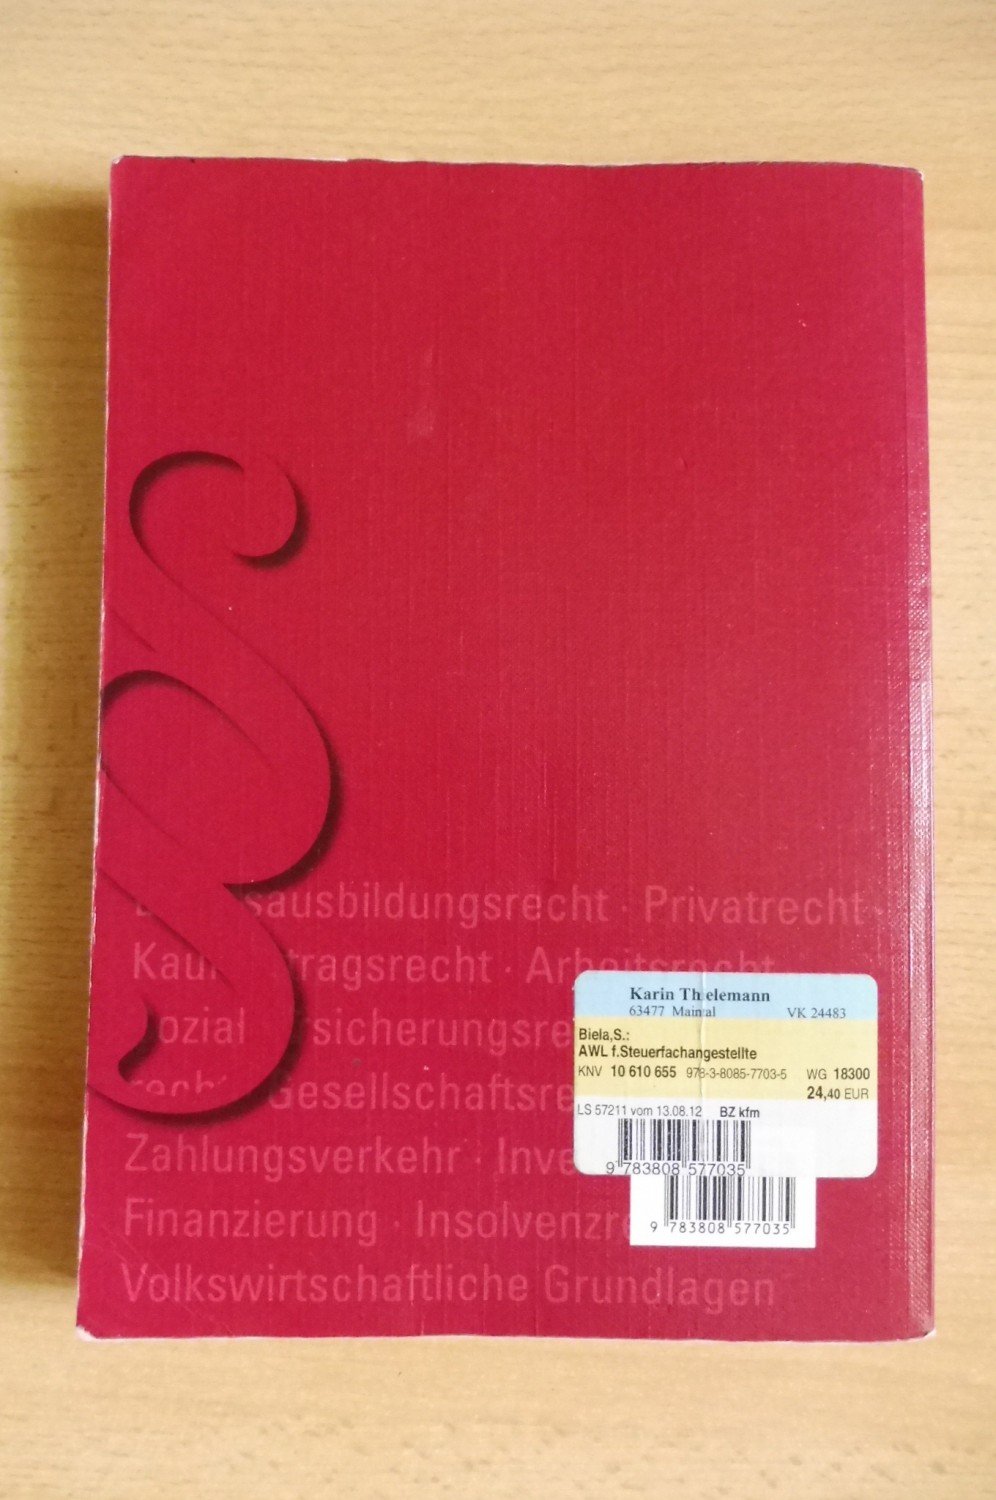 sausbildungsrecht · Privatrecht ·
Kau tragsrecht · Arbeitsrecht
ozial sicherungsre
rech Gesellschaftsre
Zahlungsverkehr · Inve
Finanzierung · Insolvenzre
Volkswirtschaftliche Grundlagen
Karin Thielemann
63477 Maintal VK 24483
Biela,S.:
AWL f.Steuerfachangestellte
KNV 10 610 655 978-3-8085-7703-5 WG 18300
24,40 EUR
LS 57211 vom 13.08.12 BZ kfm
9 783808 577035
9 783808 577035